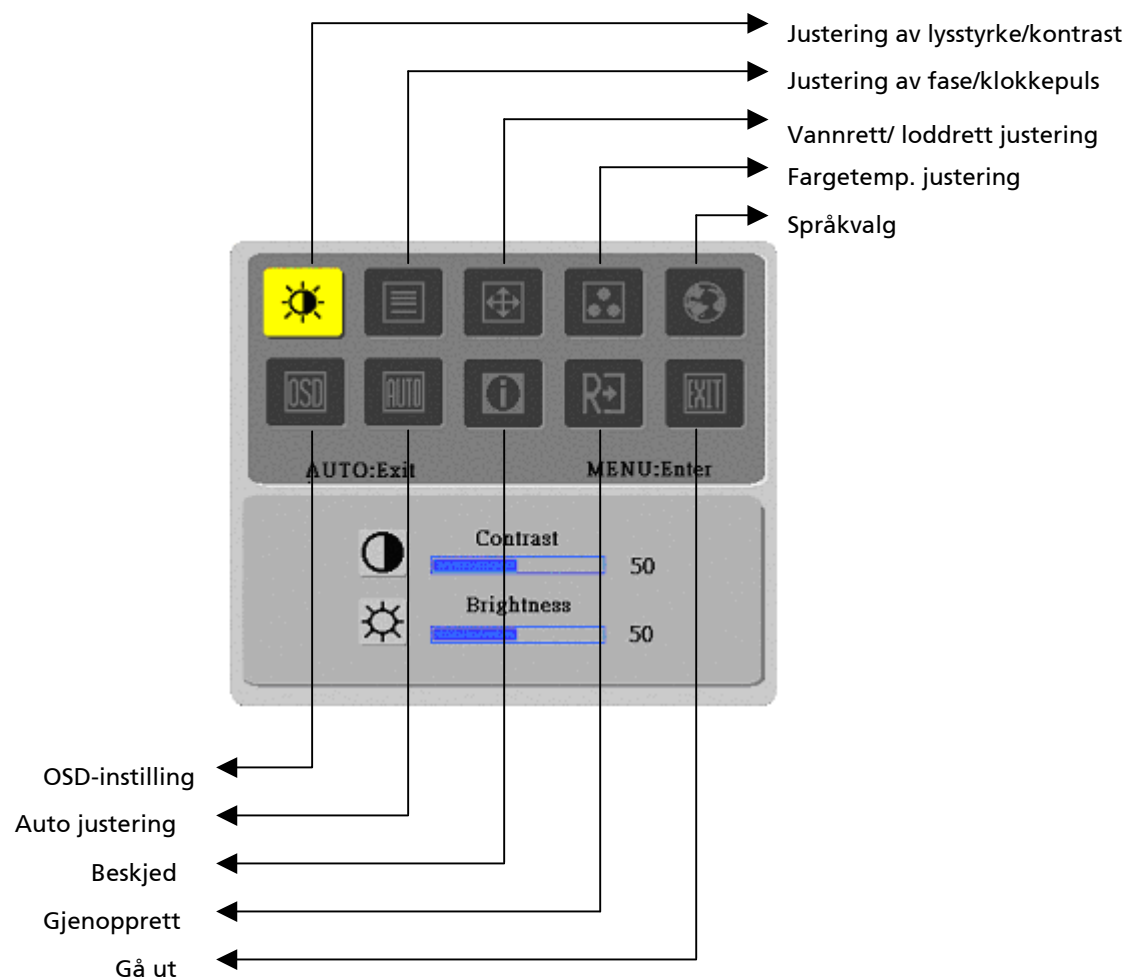 Justering av lysstyrke/kontrast
Justering av fase/klokkepuls
Vannrett/ loddrett justering
Fargetemp. justering
Språkvalg
OSD
AUTO
i
R
EXIT
AUTO:Exit
MENU:Enter
Contrast
50
Brightness
50
OSD-instilling
Auto justering
Beskjed
Gjenopprett
Gå ut